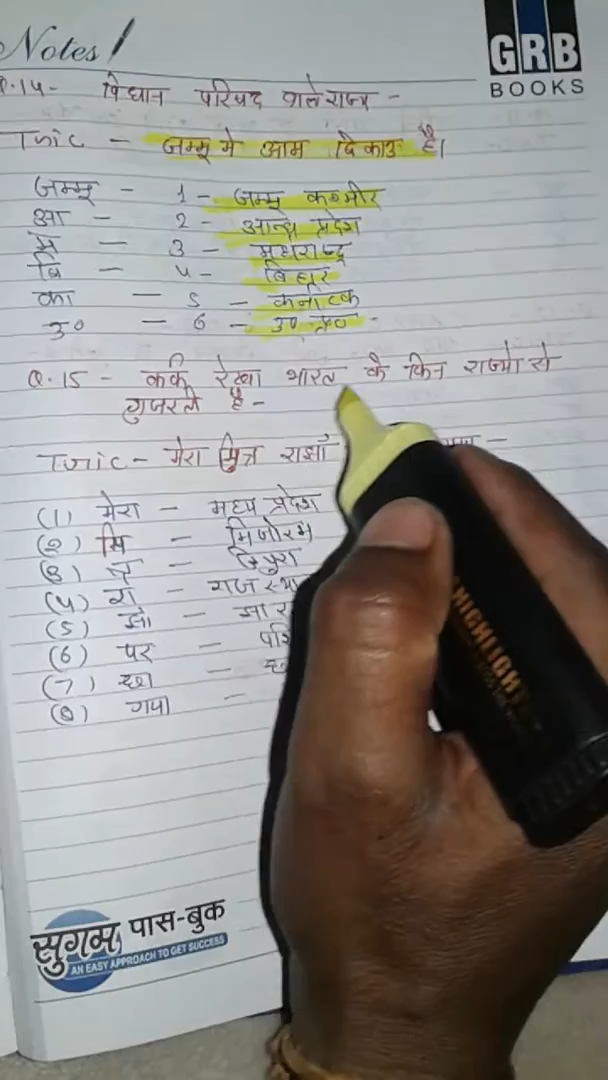 Notes
GRB
BOOKS
Q.14- विधान परिषद वाले राज्य -
Tric - जम्मू मे आम बिकाउ है।
जम्मू - 1 - जम्मू कश्मीर
आ - 2 - आन्ध्र प्रदेश
म - 3 - महाराष्ट्र
बि - 4 - बिहार
का - 5 - कर्नाटक
उ० - 6 - उ० प्र० -
Q.15 - कर्क रेखा भारत के किन राज्यो से
गुजरती है -
Tric - मेरा मित्र राझाँ
(1) मेरा - मध्य प्रदेश
(2) मि - मिजोरम
(3) त्र - त्रिपुरा
(4) रा - राजस्था
(5) झाँ - झार
(6) पर - पश्
(7) छा -
(8) गया -
सुगम पास-बुक
AN EASY APPROACH TO GET SUCCESS
HIGHLIGH